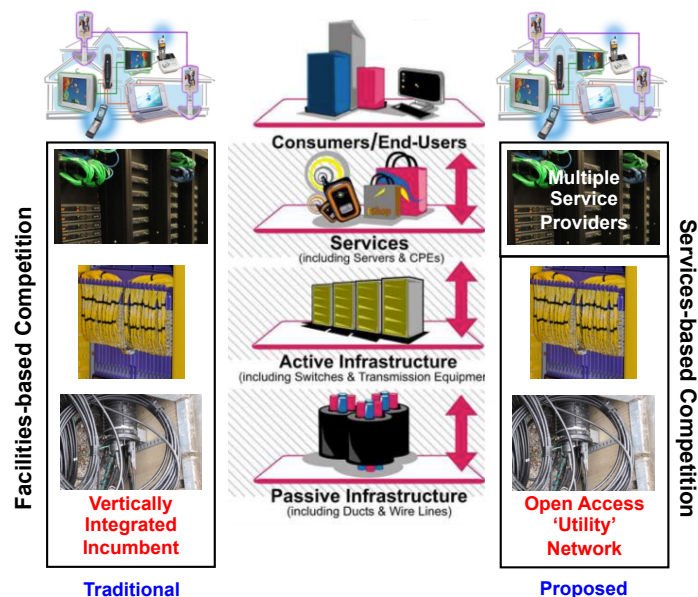 Facilities-based Competition
Vertically
Integrated
Incumbent
Traditional
Consumers/End-Users
Services
(including Servers & CPEs)
Active Infrastructure
(including Switches & Transmission Equipmen
Passive Infrastructure
(including Ducts & Wire Lines)
Multiple
Service
Providers
Open Access
‘Utility’
Network
Proposed
Services-based Competition